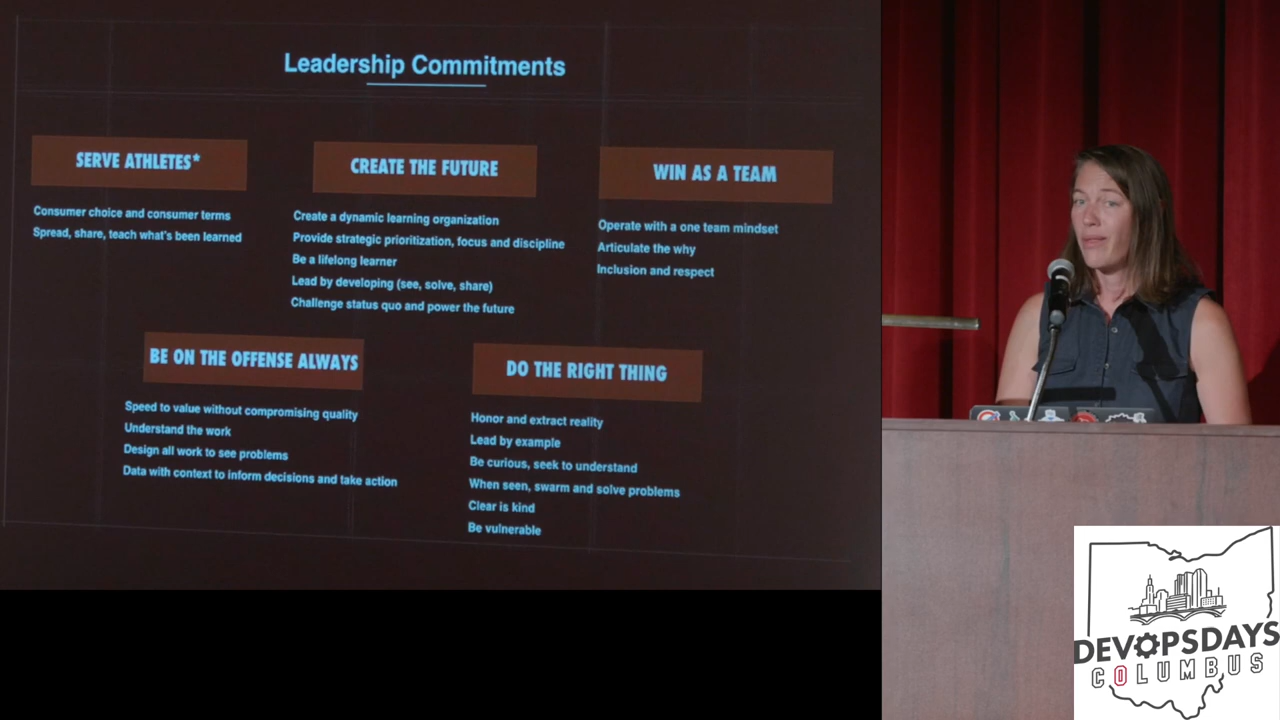 Leadership Commitments
SERVE ATHLETES*
Consumer choice and consumer terms
Spread, share, teach what's been learned
CREATE THE FUTURE
Create a dynamic learning organization
Provide strategic prioritization, focus and discipline
Be a lifelong learner
Lead by developing (see, solve, share)
Challenge status quo and power the future
WIN AS A TEAM
Operate with a one team mindset
Articulate the why
Inclusion and respect
BE ON THE OFFENSE ALWAYS
Speed to value without compromising quality
Understand the work
Design all work to see problems
Data with context to inform decisions and take action
DO THE RIGHT THING
Honor and extract reality
Lead by example
Be curious, seek to understand
When seen, swarm and solve problems
Clear is kind
Be vulnerable
DEVOPSDAYS
COLUMBUS